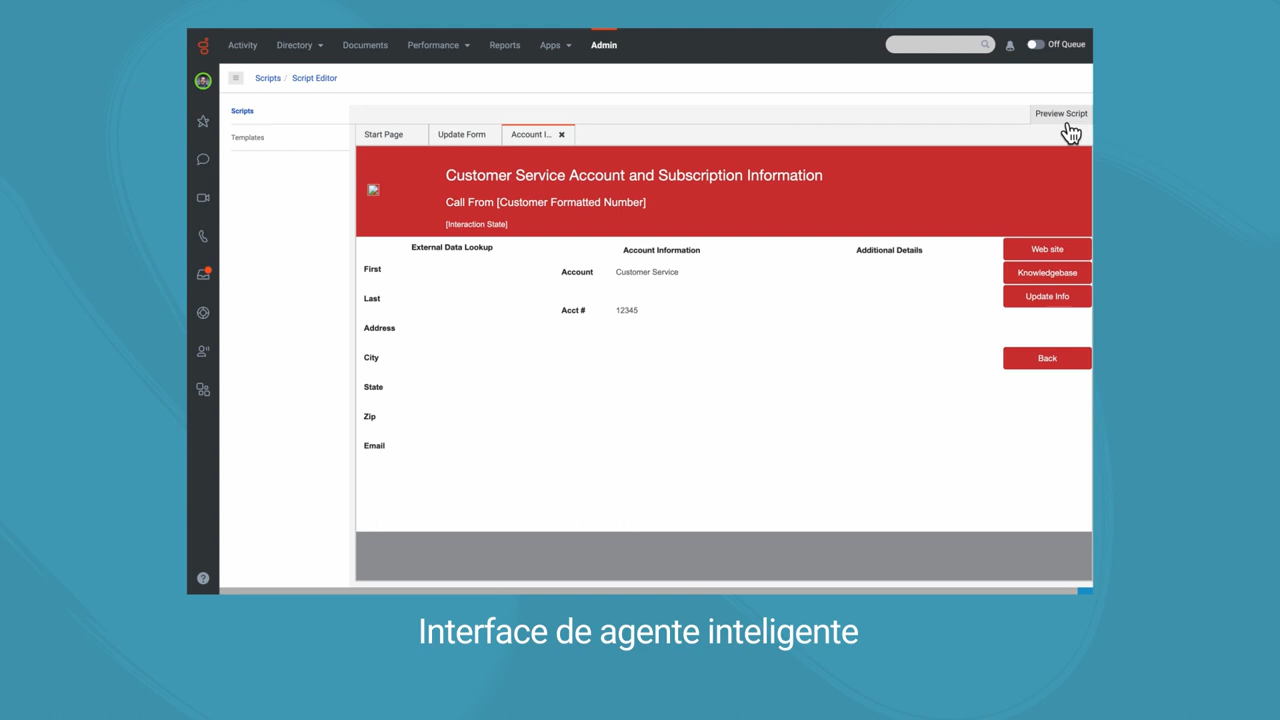 Activity Directory Documents Performance Reports Apps Admin Off Queue
Scripts / Script Editor
Scripts
Preview Script
Templates
Start Page Update Form Account I...
Customer Service Account and Subscription Information
Call From [Customer Formatted Number]
[Interaction State]
External Data Lookup Account Information Additional Details Web site
First Account Customer Service Knowledgebase
Last Update Info
Acct # 12345
Address
City Back
State
Zip
Email
Interface de agente inteligente